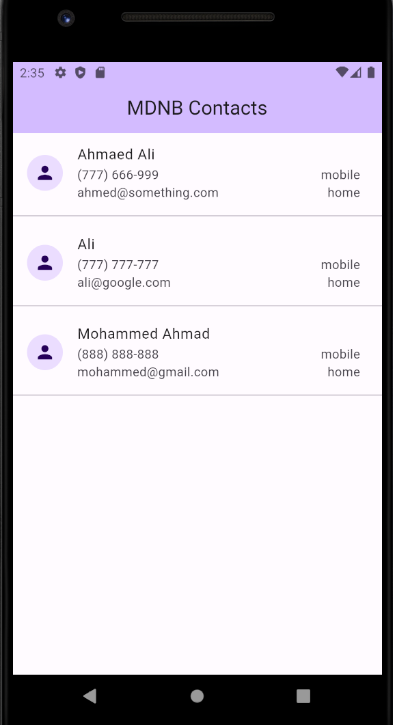 2:35
MDNB Contacts
Ahmaed Ali
(777) 666-999 mobile
ahmed@something.com home
Ali
(777) 777-777 mobile
ali@google.com home
Mohammed Ahmad
(888) 888-888 mobile
mohammed@gmail.com home